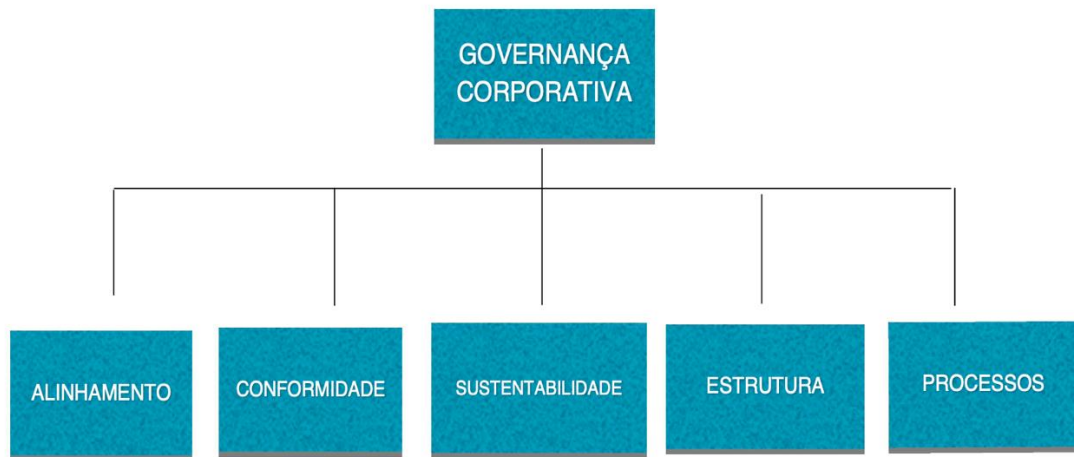 GOVERNANÇA
CORPORATIVA
ALINHAMENTO
CONFORMIDADE
SUSTENTABILIDADE
ESTRUTURA
PROCESSOS